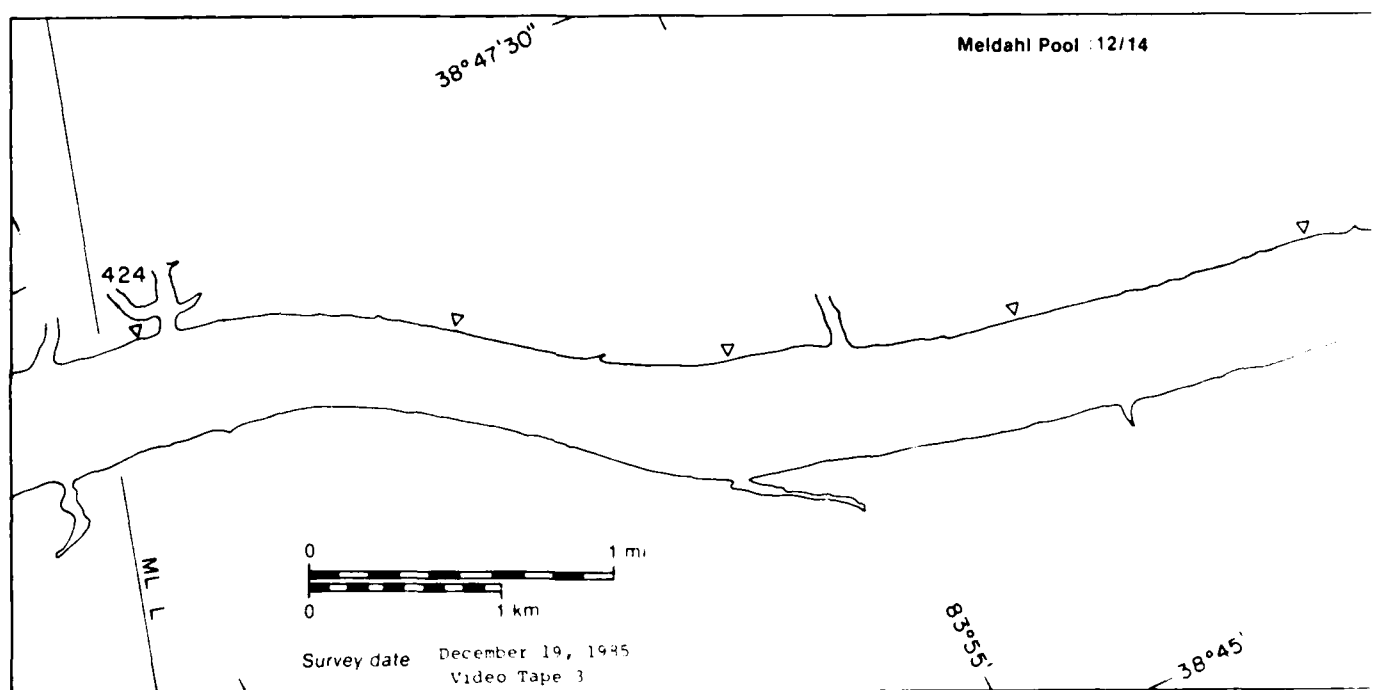 38°47'30"
Meldahl Pool :12/14
424
0 1 mi
0 1 km
ML L
83°55'
38°45'
Survey date December 19, 1985
Video Tape 3